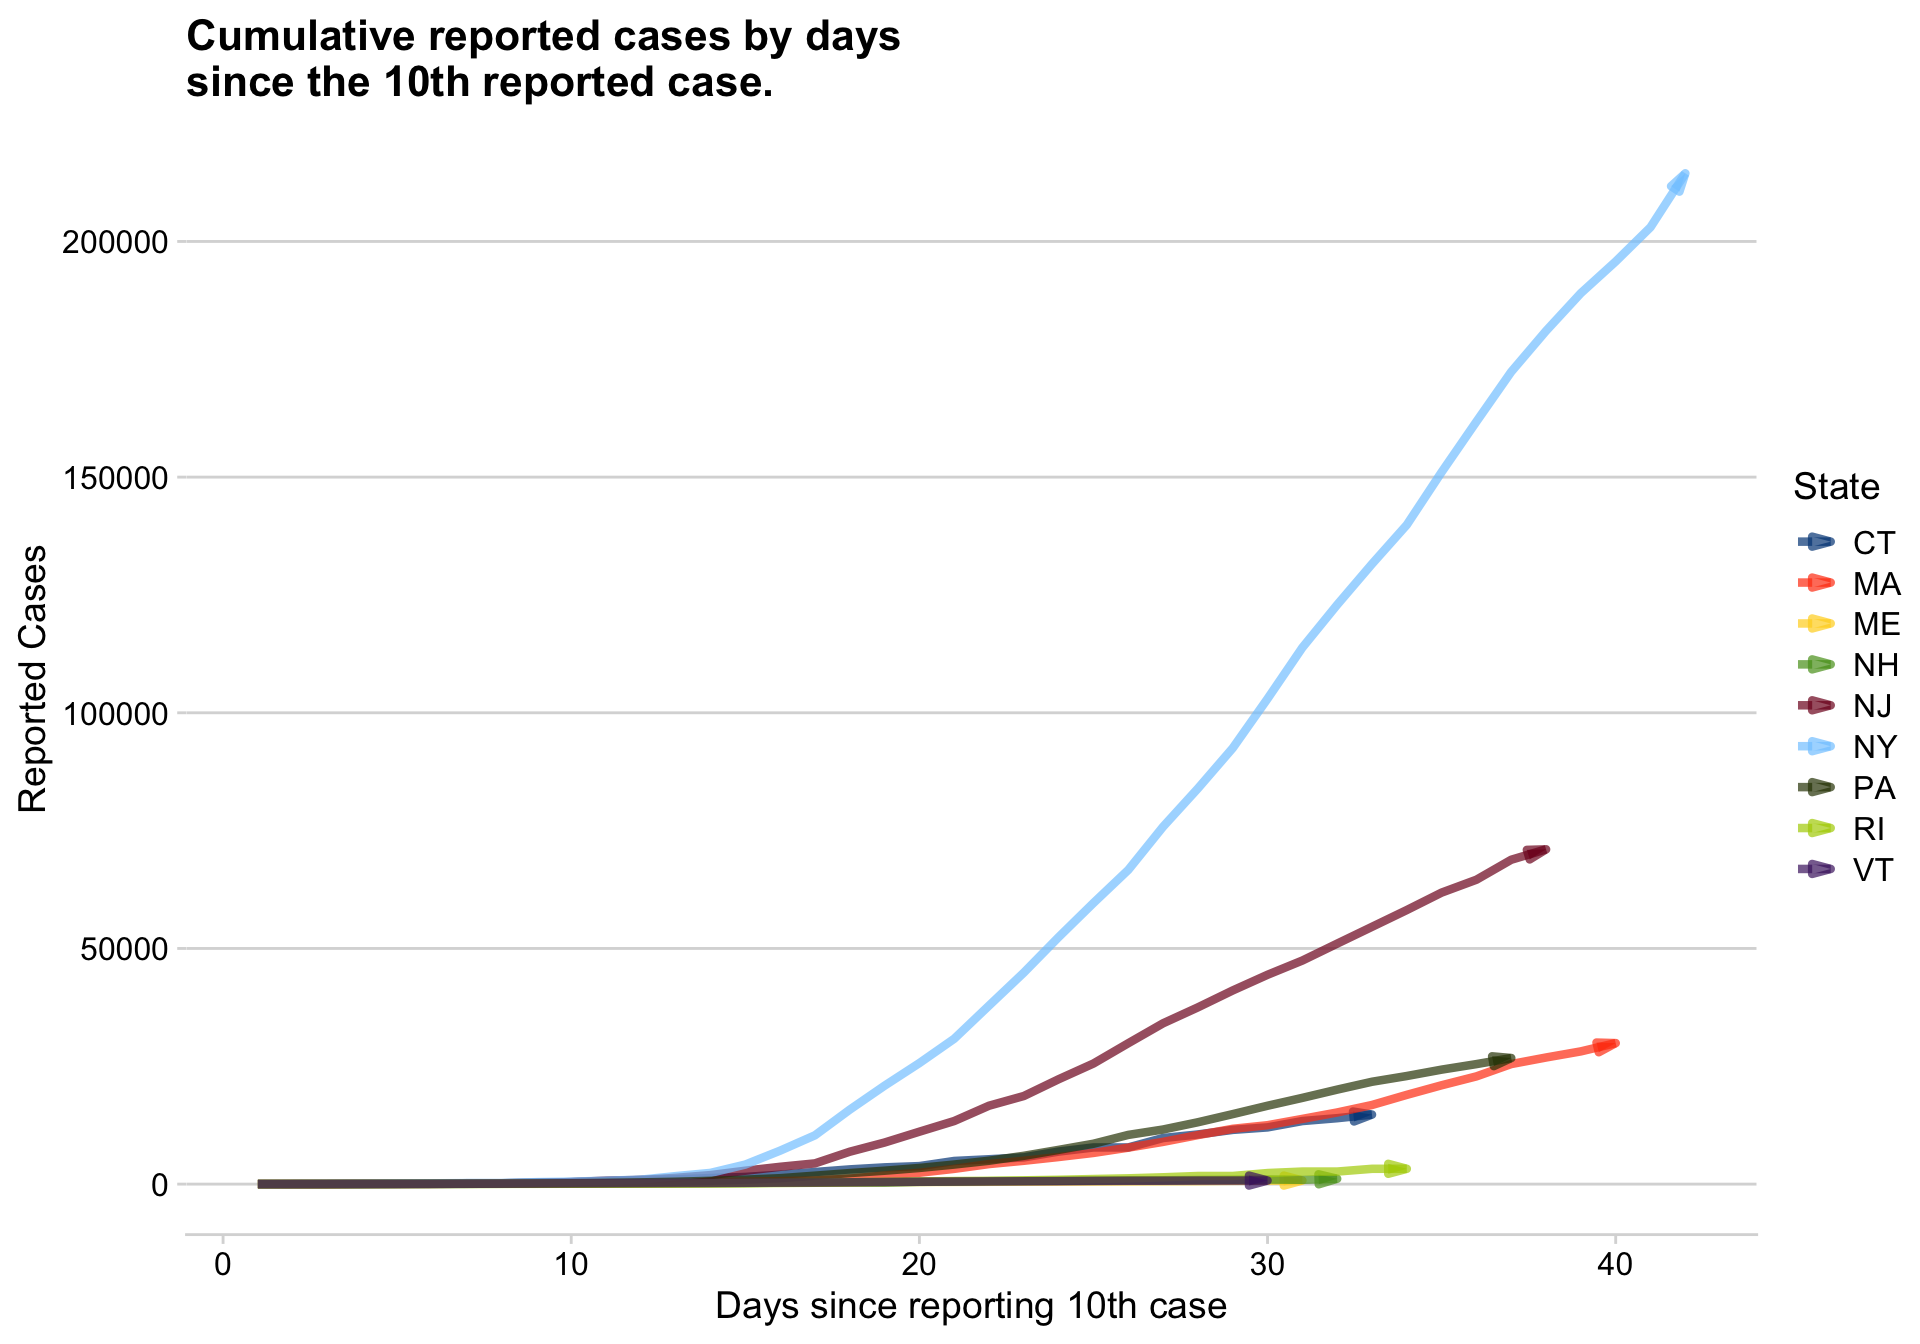 Cumulative reported cases by days
since the 10th reported case.
200000
150000
100000
50000
0
Reported Cases
0 10 20 30 40
Days since reporting 10th case
State
CT
MA
ME
NH
NJ
NY
PA
RI
VT